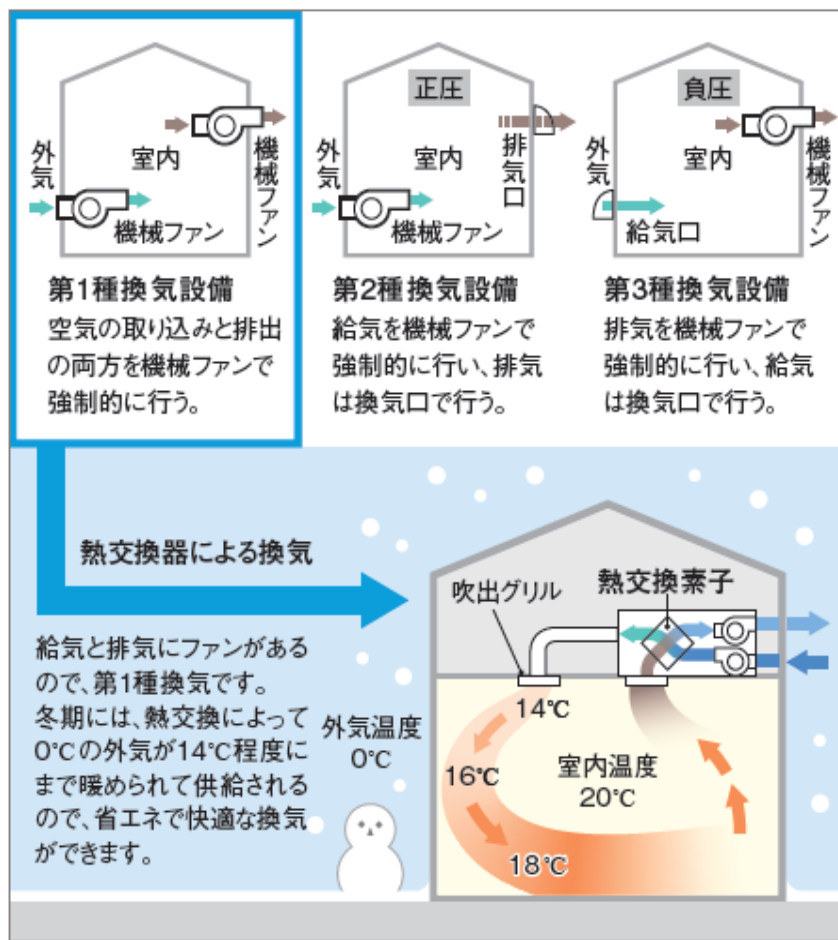 外気
室内
機械ファン
機械ファン
第1種換気設備
空気の取り込みと排出
の両方を機械ファンで
強制的に行う。
正圧
外気
室内
排気口
機械ファン
第2種換気設備
給気を機械ファンで
強制的に行い、排気
は換気口で行う。
負圧
外気
室内
機械ファン
給気口
第3種換気設備
排気を機械ファンで
強制的に行い、給気
は換気口で行う。
熱交換器による換気
給気と排気にファンがある
ので、第1種換気です。
冬期には、熱交換によって
0℃の外気が14℃程度に
まで暖められて供給される
ので、省エネで快適な換気
ができます。
外気温度
0℃
吹出グリル
熱交換素子
14℃
16℃
18℃
室内温度
20℃